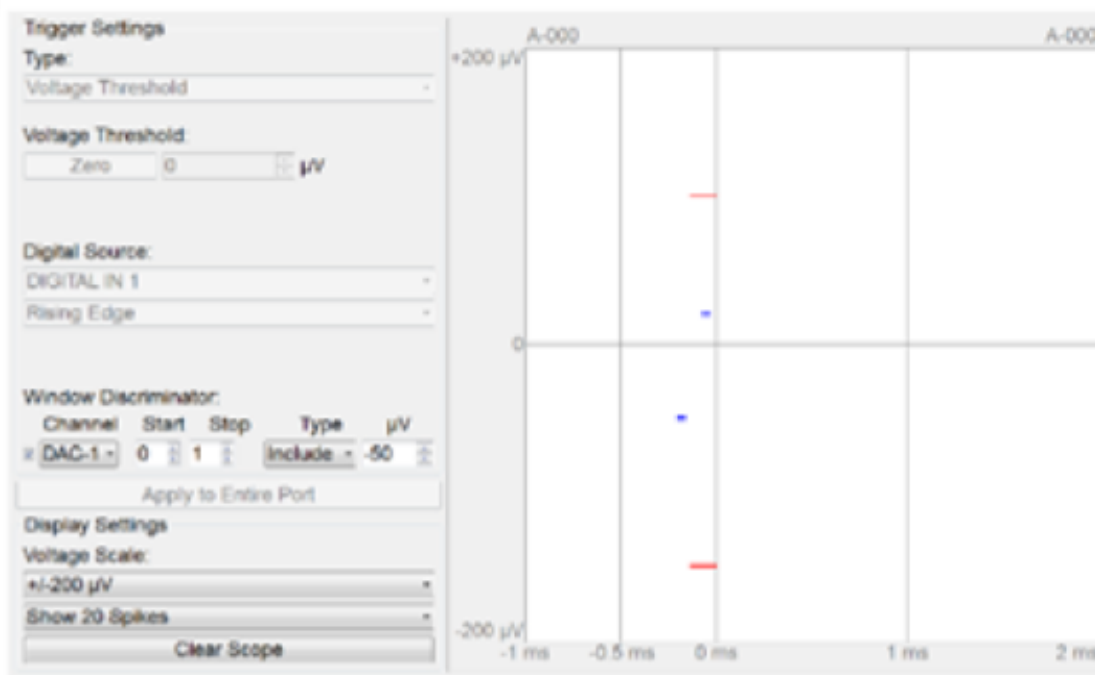 Trigger Settings
Type:
Voltage Threshold
Voltage Threshold:
Zero 0 µV
Digital Source:
DIGITAL IN 1
Rising Edge
Window Discriminator:
Channel Start Stop Type µV
DAC-1 0 1 Include -50
Apply to Entire Port
Display Settings
Voltage Scale:
+/-200 µV
Show 20 Spikes
Clear Scope
A-000 A-000
+200 µV
0
-200 µV
-1 ms -0.5 ms 0 ms 1 ms 2 ms